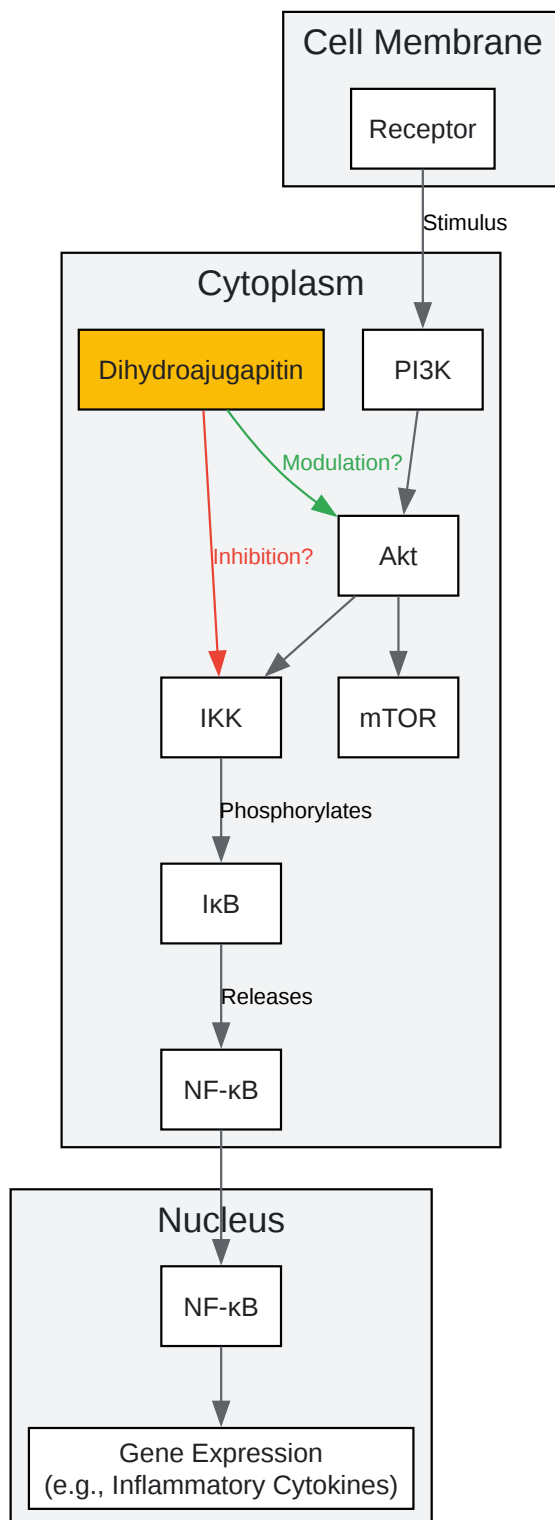 Cell Membrane
Receptor
Stimulus
Cytoplasm
Dihydroajugapitin
PI3K
Modulation?
Akt
Inhibition?
IKK
mTOR
Phosphorylates
IκB
Releases
NF-κB
Nucleus
NF-κB
Gene Expression
(e.g., Inflammatory Cytokines)